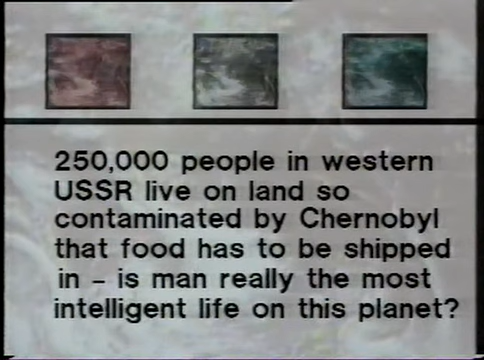 250,000 people in western
USSR live on land so
contaminated by Chernobyl
that food has to be shipped
in – is man really the most
intelligent life on this planet?